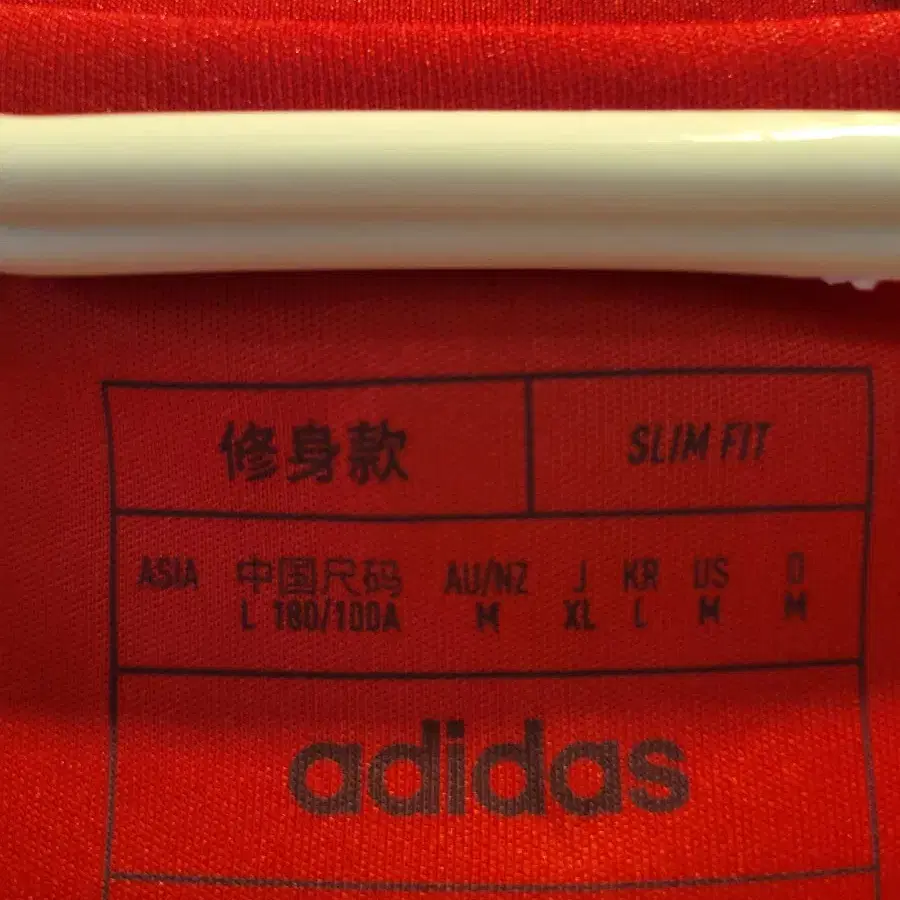 修身款 SLIM FIT
ASIA 中国尺码 AU/NZ J KR US D
L 180/100A M XL L M M
adidas